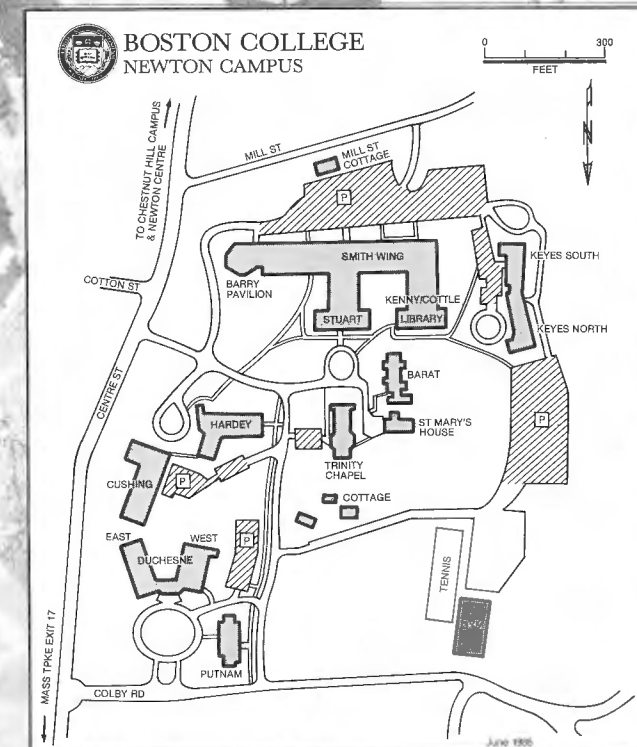 BOSTON COLLEGE
NEWTON CAMPUS
0 300
FEET
N
TO CHESTNUT HILL CAMPUS
& NEWTON CENTRE
MILL ST
MILL ST
COTTAGE
P
SMITH WING
KEYES SOUTH
COTTON ST
BARRY
PAVILION
KENNY/COTTLE
STUART
LIBRARY
KEYES NORTH
CENTRE ST
BARAT
HARDEY
ST MARY'S
HOUSE
P
TRINITY
CHAPEL
CUSHING
P
COTTAGE
EAST
WEST
DUCHESNE
P
TENNIS
MASS TPKE EXIT 17
PUTNAM
COLBY RD